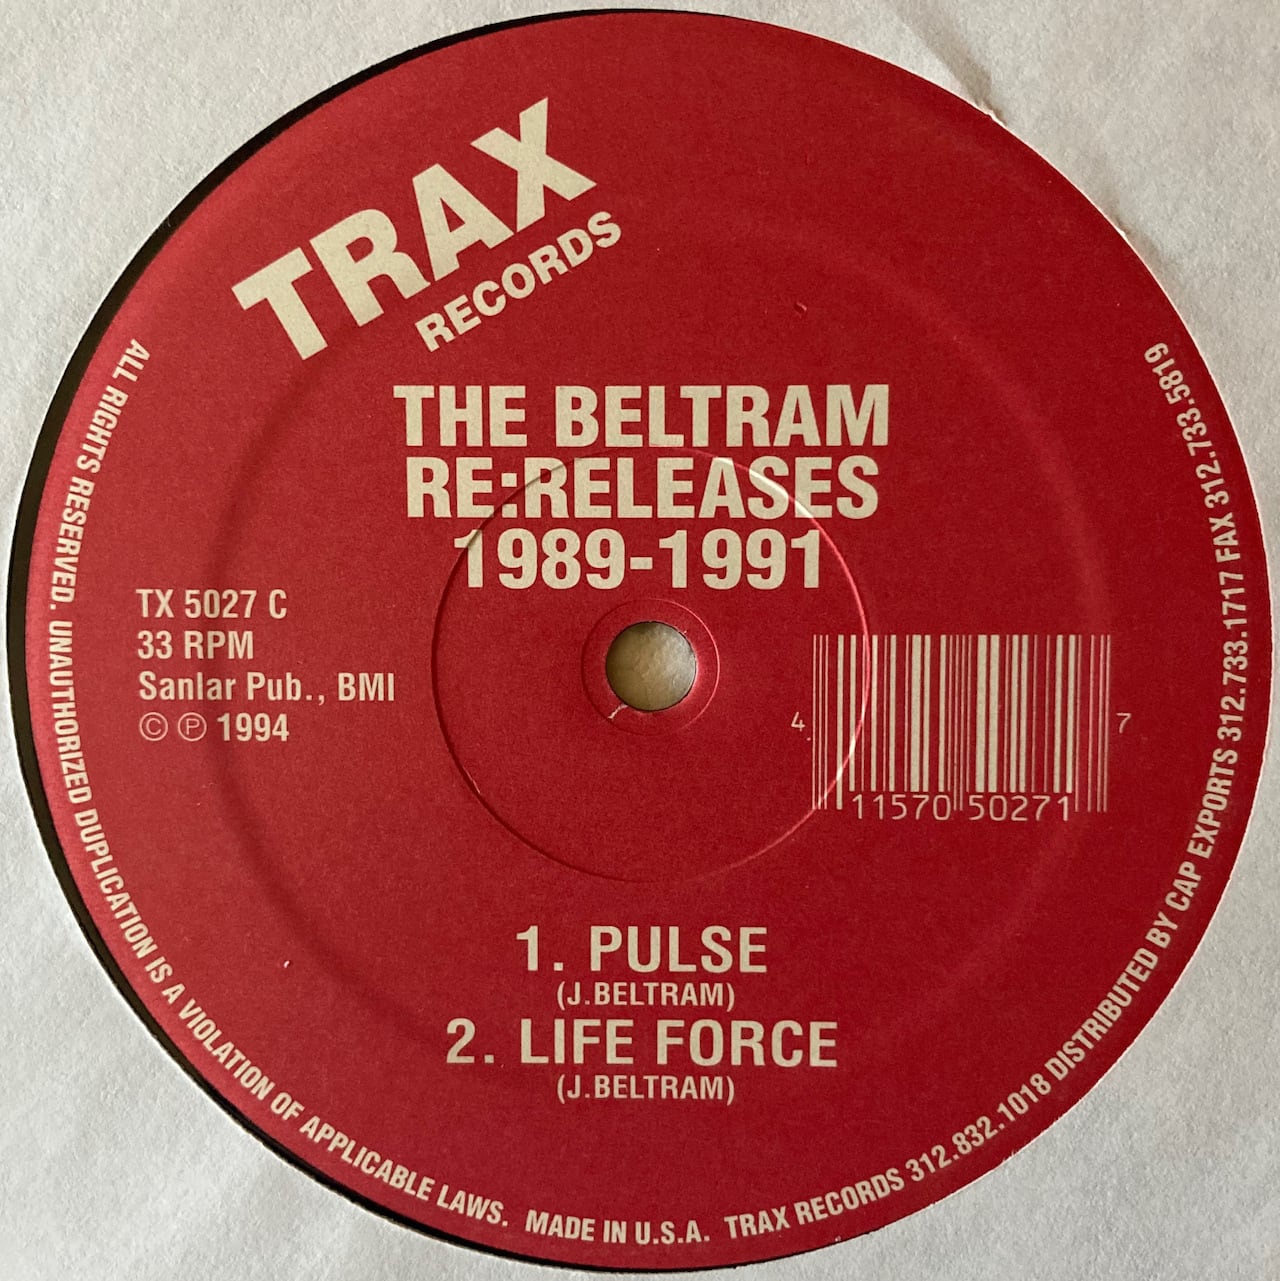 TRAX
RECORDS
THE BELTRAM
RE:RELEASES
1989-1991
TX 5027 C
33 RPM
Sanlar Pub., BMI
© ℗ 1994
4 11570 50271 7
1. PULSE
(J.BELTRAM)
2. LIFE FORCE
(J.BELTRAM)
ALL RIGHTS RESERVED. UNAUTHORIZED DUPLICATION IS A VIOLATION OF APPLICABLE LAWS. MADE IN U.S.A. TRAX RECORDS 312.832.1018 DISTRIBUTED BY CAP EXPORTS 312.733.1717 FAX 312.733.5819